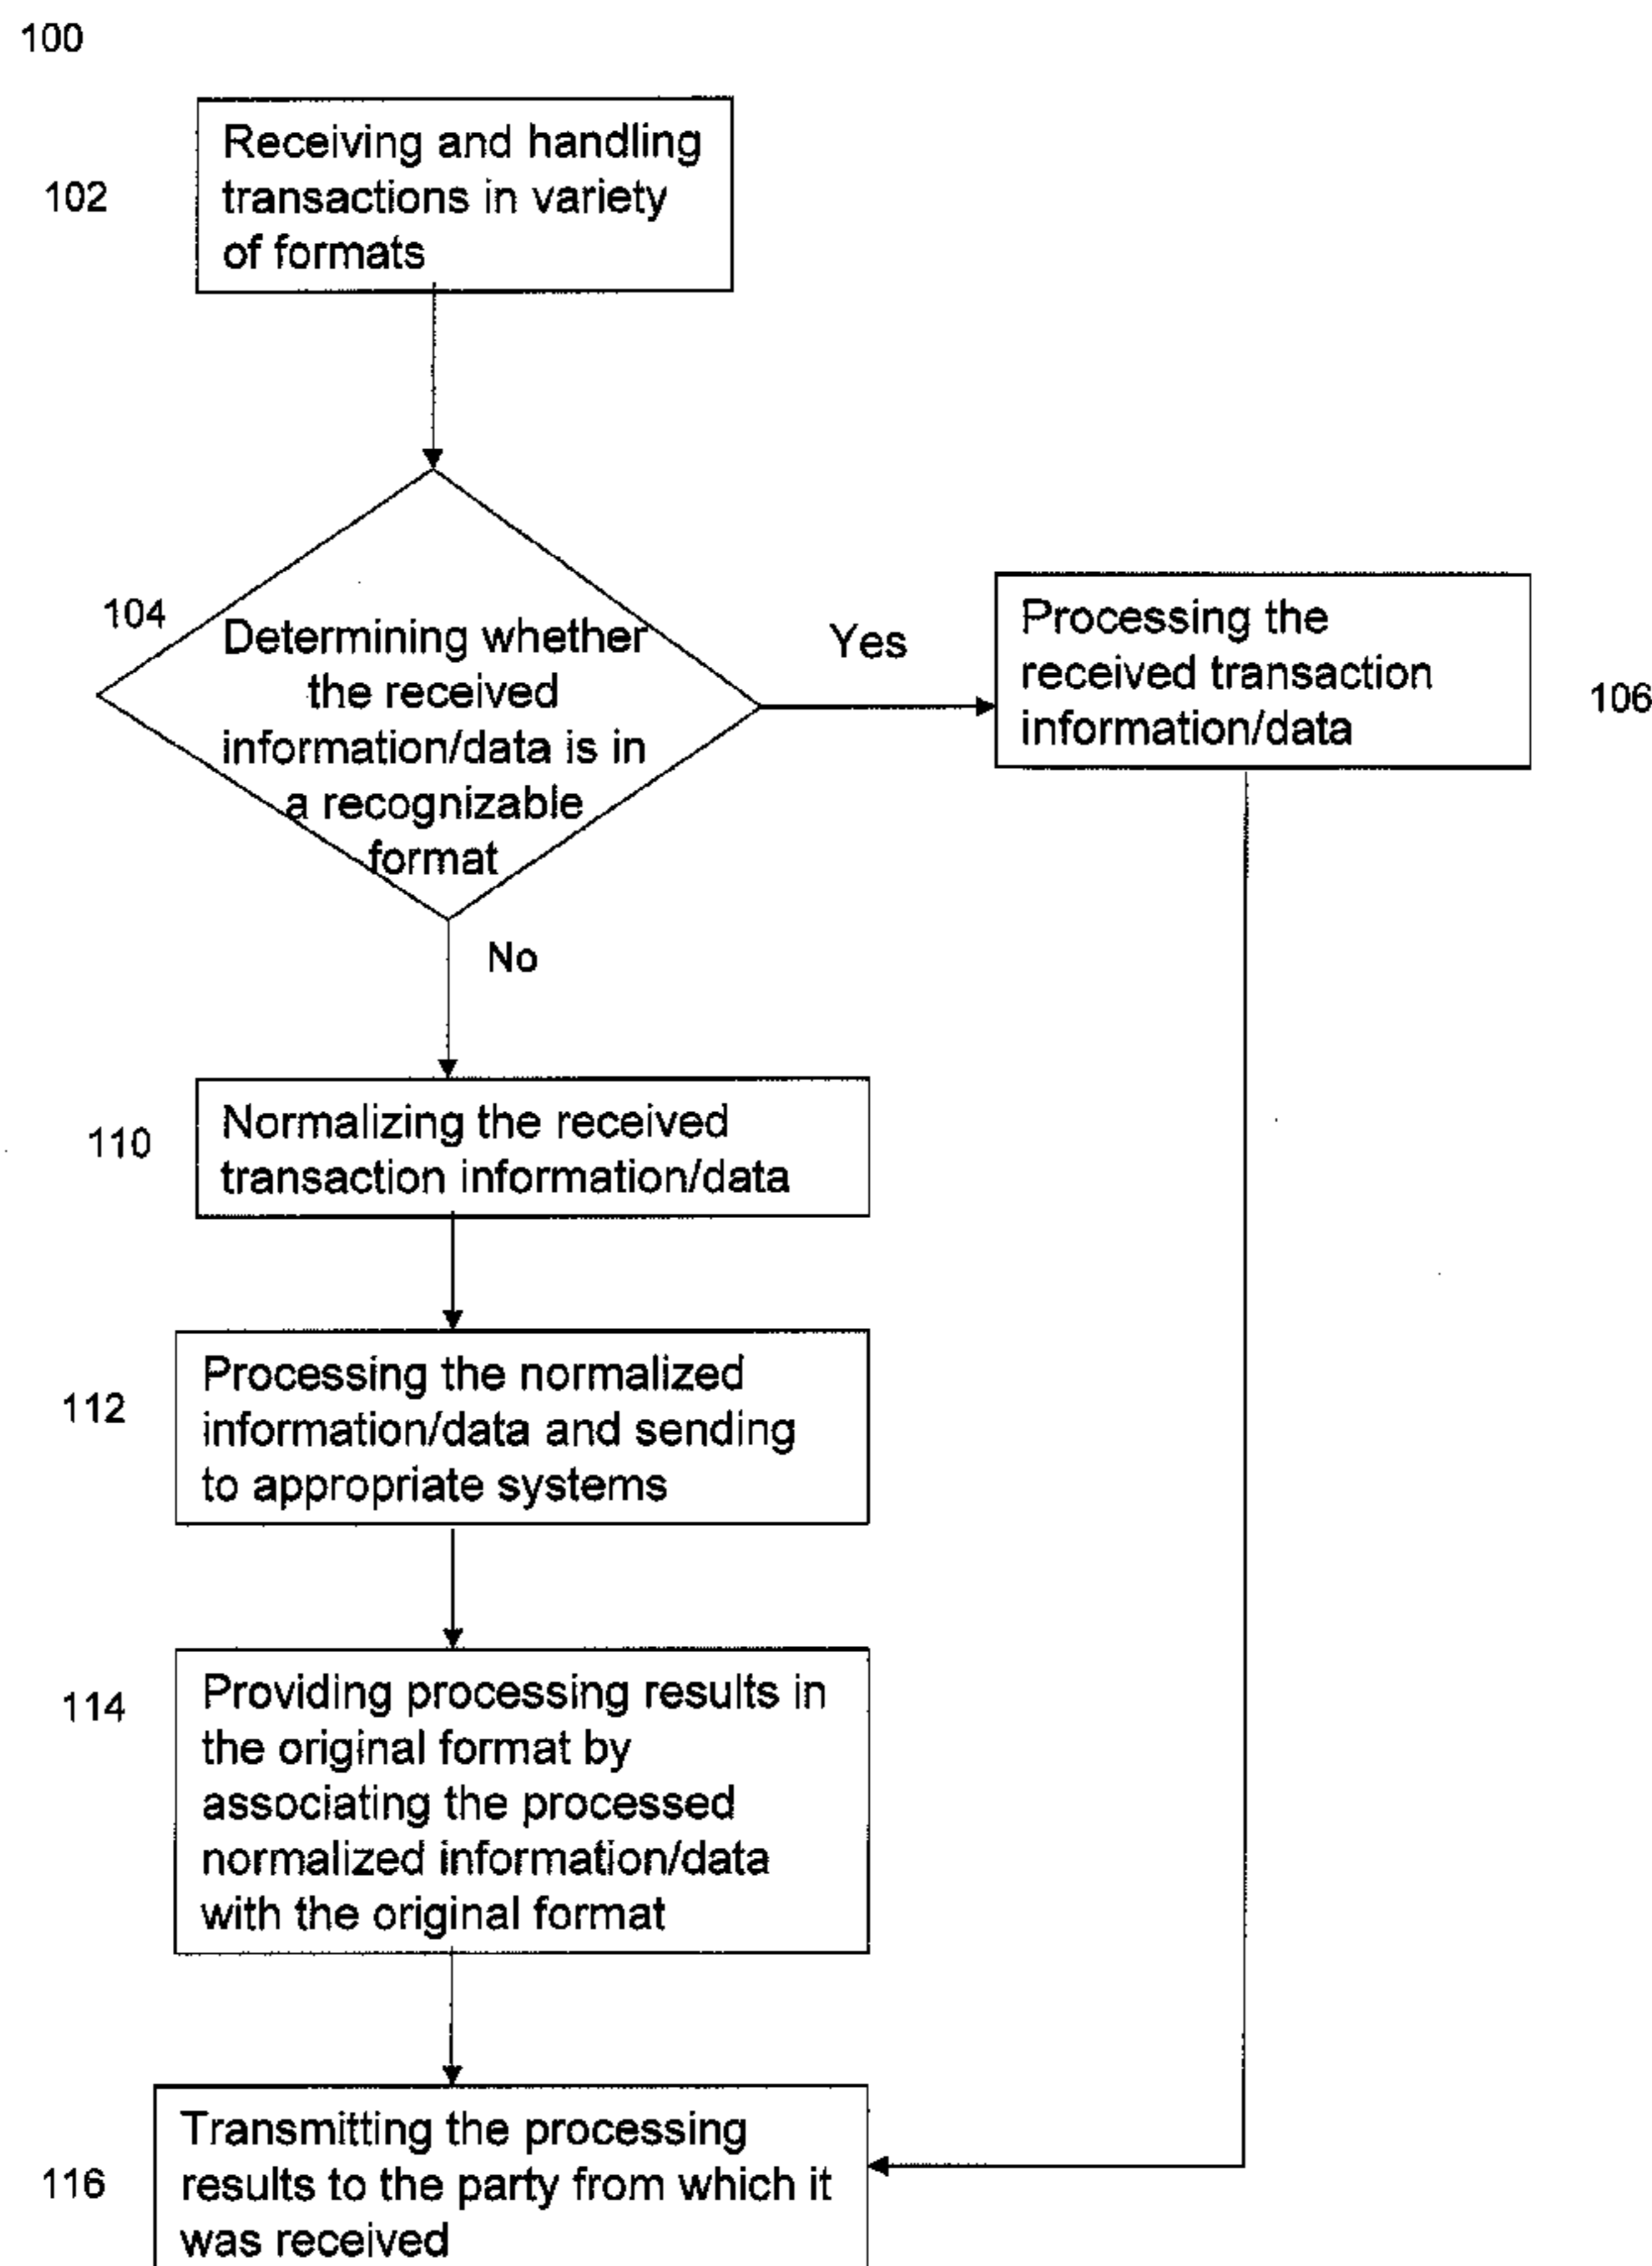 100
102
Receiving and handling
transactions in variety
of formats
104
Determining whether
the received
information/data is in
a recognizable
format
Yes
Processing the
received transaction
information/data
106
No
110
Normalizing the received
transaction information/data
112
Processing the normalized
information/data and sending
to appropriate systems
114
Providing processing results in
the original format by
associating the processed
normalized information/data
with the original format
116
Transmitting the processing
results to the party from which it
was received